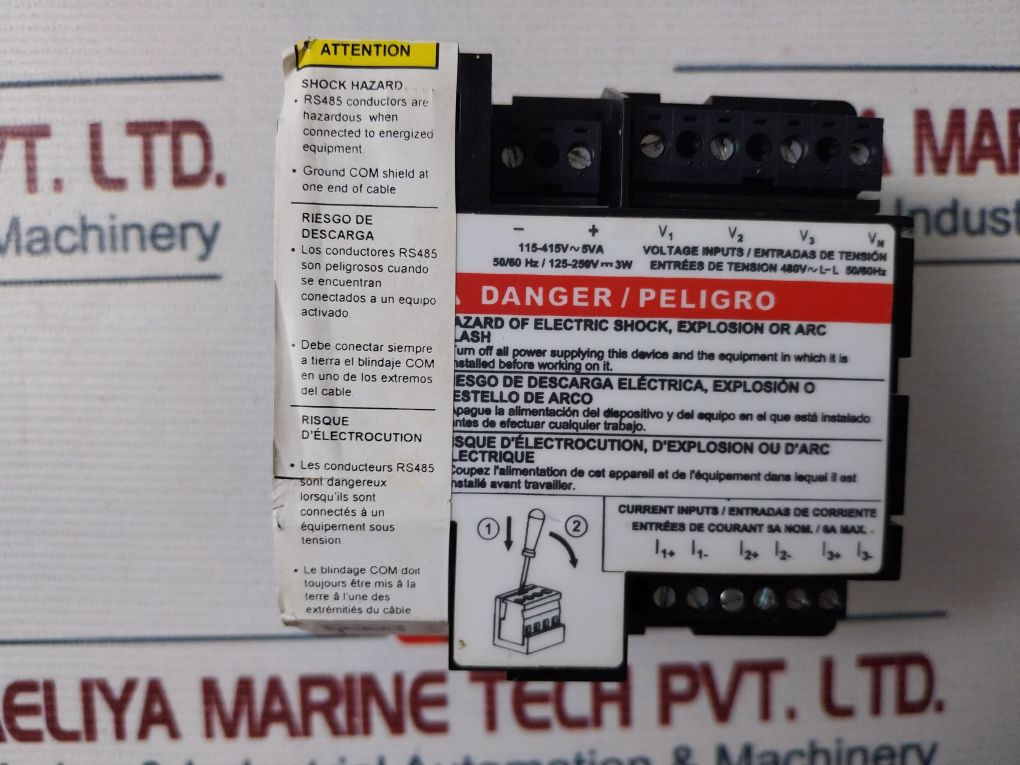 ATTENTION
SHOCK HAZARD
• RS485 conductors are
hazardous when
connected to energized
equipment.
• Ground COM shield at
one end of cable
RIESGO DE
DESCARGA
• Los conductores RS485
son peligrosos cuando
se encuentran
conectados a un equipo
activado
• Debe conectar siempre
a tierra el blindaje COM
en uno de los extremos
del cable.
RISQUE
D'ÉLECTROCUTION
• Les conducteurs RS485
sont dangereux
lorsqu'ils sont
connectés à un
équipement sous
tension
• Le blindage COM doit
toujours être mis à la
terre à l'une des
extrémitiés du câble
- + V1 V2 V3 VN
115-415V~5VA
50/60 Hz / 125-250V⎓3W
VOLTAGE INPUTS / ENTRADAS DE TENSIÓN
ENTRÉES DE TENSION 480V~ L-L 50/60Hz
DANGER / PELIGRO
AZARD OF ELECTRIC SHOCK, EXPLOSION OR ARC
LASH
Turn off all power supplying this device and the equipment in which it is
nstalled before working on it.
IESGO DE DESCARGA ELÉCTRICA, EXPLOSIÓN O
ESTELLO DE ARCO
Apague la alimentación del dispositivo y del equipo en el que está instalado
antes de efectuar cualquier trabajo.
ISQUE D'ÉLECTROCUTION, D'EXPLOSION OU D'ARC
LECTRIQUE
Coupez l'alimentation de cet appareil et de l'équipement dans lequel il est
nstallé avant travailler.
1 2
CURRENT INPUTS / ENTRADAS DE CORRIENTE
ENTRÉES DE COURANT 5A NOM. / 6A MAX.
I1+ I1- I2+ I2- I3+ I3-
VT. LTD.
Machinery
IYA MAR
Indust
AELIYA MARINE TECH PVT. LTD.
& Industrial Automation & Machinery